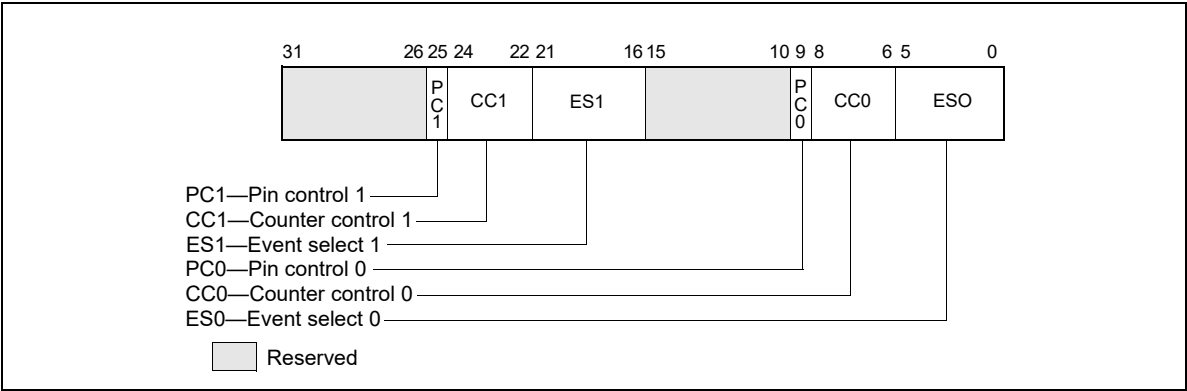 31 26 25 24 22 21 16 15 10 9 8 6 5 0
PC1 CC1 ES1 PC0 CC0 ESO
PC1—Pin control 1
CC1—Counter control 1
ES1—Event select 1
PC0—Pin control 0
CC0—Counter control 0
ES0—Event select 0
Reserved